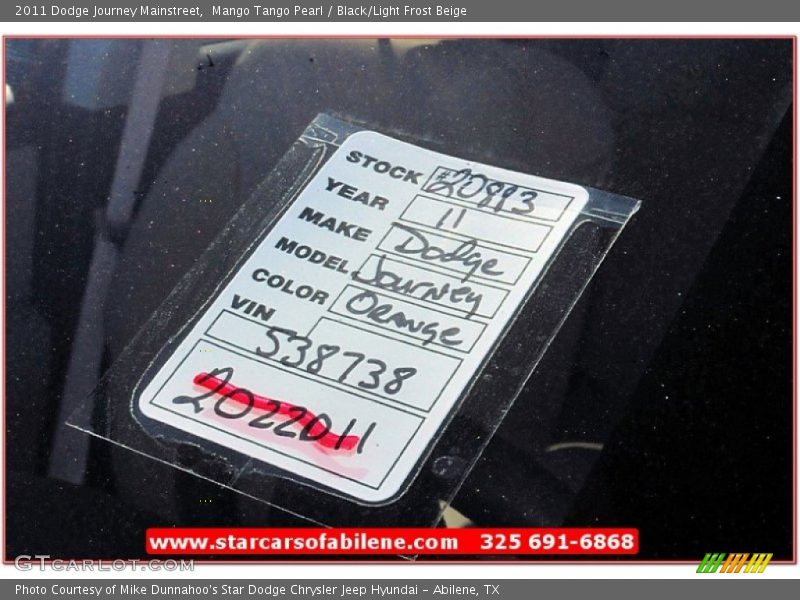 2011 Dodge Journey Mainstreet, Mango Tango Pearl / Black/Light Frost Beige
STOCK #20893
YEAR 11
MAKE Dodge
MODEL Journey
COLOR ORANGE
VIN
538738
2022011
www.starcarsofabilene.com 325 691-6868
GTcarlot.com
Photo Courtesy of Mike Dunnahoo's Star Dodge Chrysler Jeep Hyundai - Abilene, TX